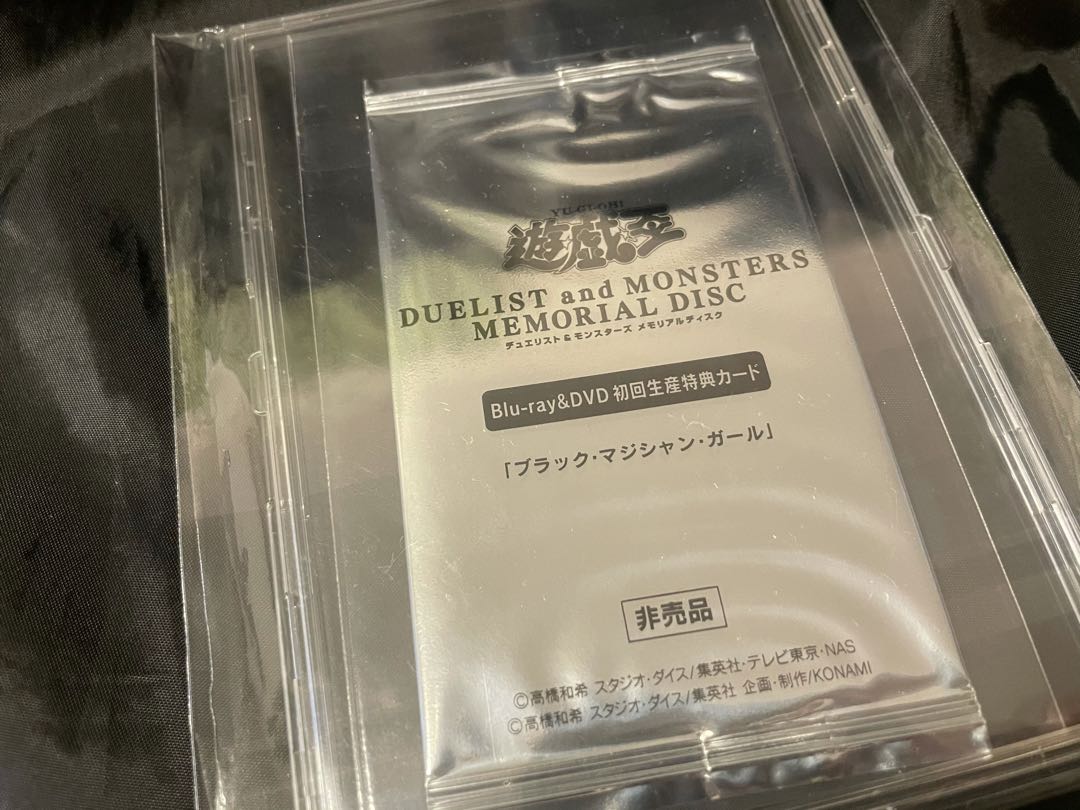 YU-GI-OH!
遊戯王
DUELIST and MONSTERS
MEMORIAL DISC
デュエリスト&モンスターズ メモリアルディスク
Blu-ray&DVD 初回生産特典カード
「ブラック・マジシャン・ガール」
非売品
©高橋和希 スタジオ・ダイス/集英社・テレビ東京・NAS
©高橋和希 スタジオ・ダイス/集英社 企画・制作/KONAMI